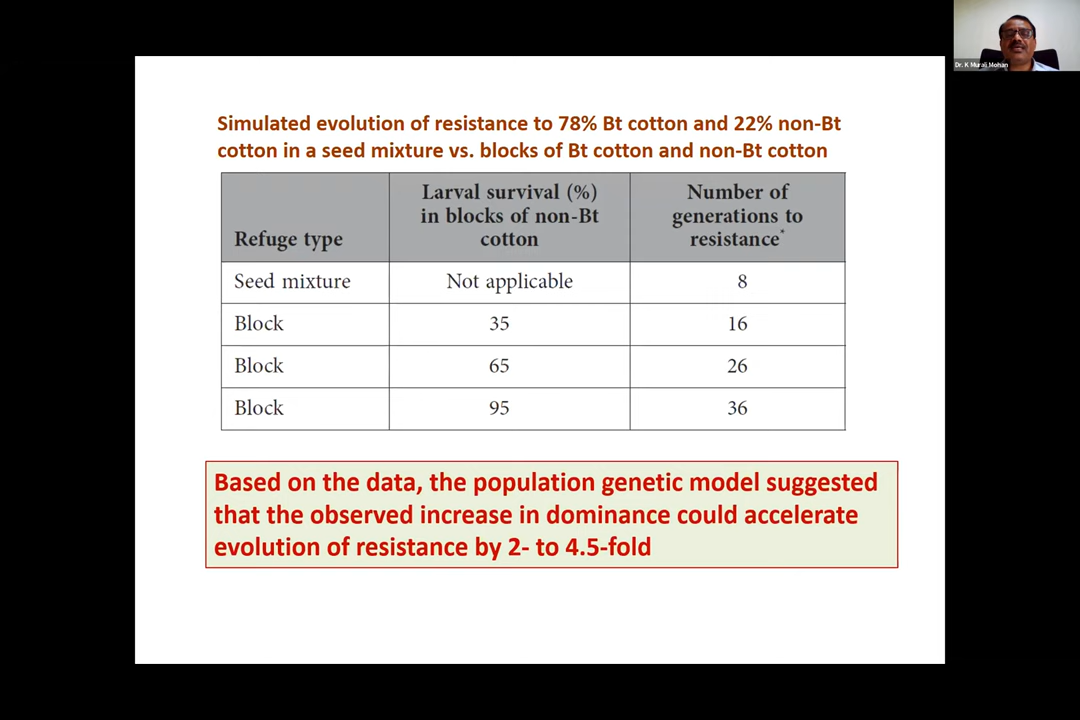 Dr. K Murali Mohan
Simulated evolution of resistance to 78% Bt cotton and 22% non-Bt
cotton in a seed mixture vs. blocks of Bt cotton and non-Bt cotton
Refuge type
Larval survival (%)
in blocks of non-Bt
cotton
Number of
generations to
resistance*
Seed mixture
Not applicable
8
Block
35
16
Block
65
26
Block
95
36
Based on the data, the population genetic model suggested
that the observed increase in dominance could accelerate
evolution of resistance by 2- to 4.5-fold